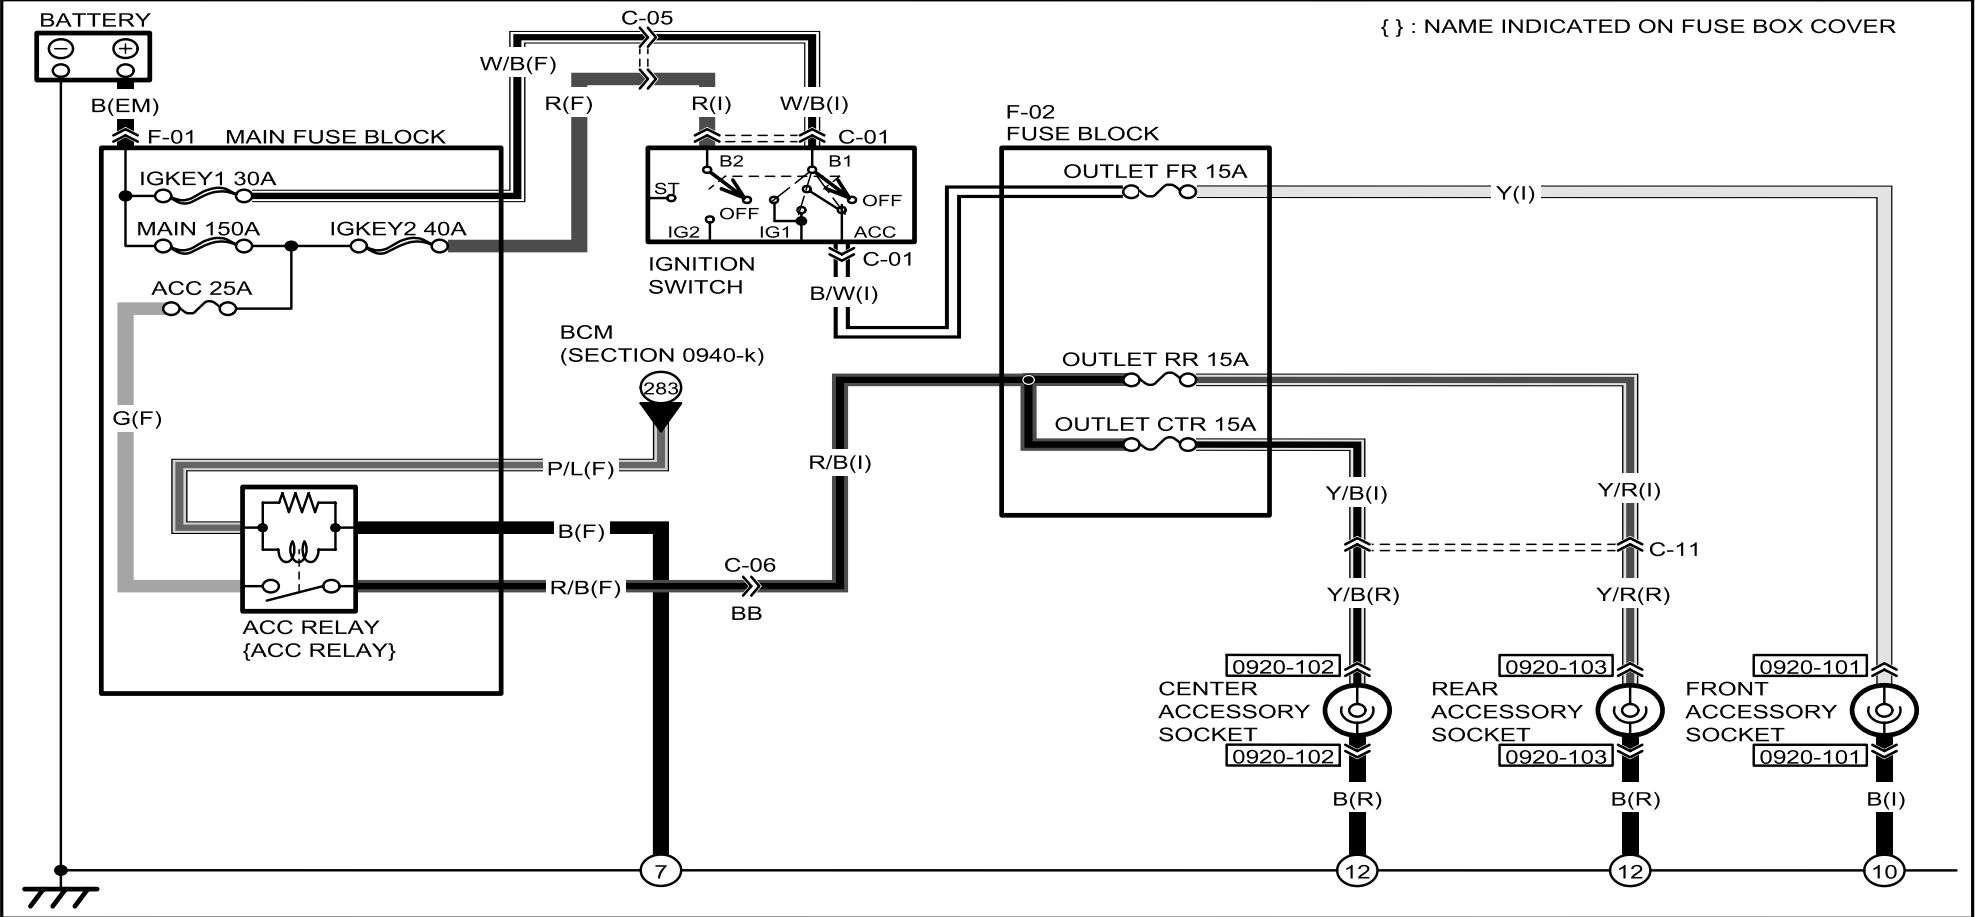 BATTERY
C-05
{ } : NAME INDICATED ON FUSE BOX COVER
W/B(F)
B(EM)
R(F)
R(I)
W/B(I)
F-01
MAIN FUSE BLOCK
C-01
F-02
FUSE BLOCK
IGKEY1 30A
B2
B1
OUTLET FR 15A
ST
OFF
OFF
Y(I)
MAIN 150A
IGKEY2 40A
IG2
IG1
ACC
IGNITION
SWITCH
C-01
ACC 25A
B/W(I)
BCM
(SECTION 0940-k)
283
OUTLET RR 15A
G(F)
OUTLET CTR 15A
P/L(F)
R/B(I)
Y/B(I)
Y/R(I)
B(F)
C-11
C-06
R/B(F)
BB
Y/B(R)
Y/R(R)
ACC RELAY
{ACC RELAY}
0920-102
0920-103
0920-101
CENTER
ACCESSORY
SOCKET
REAR
ACCESSORY
SOCKET
FRONT
ACCESSORY
SOCKET
0920-102
0920-103
0920-101
B(R)
B(R)
B(I)
7
12
12
10